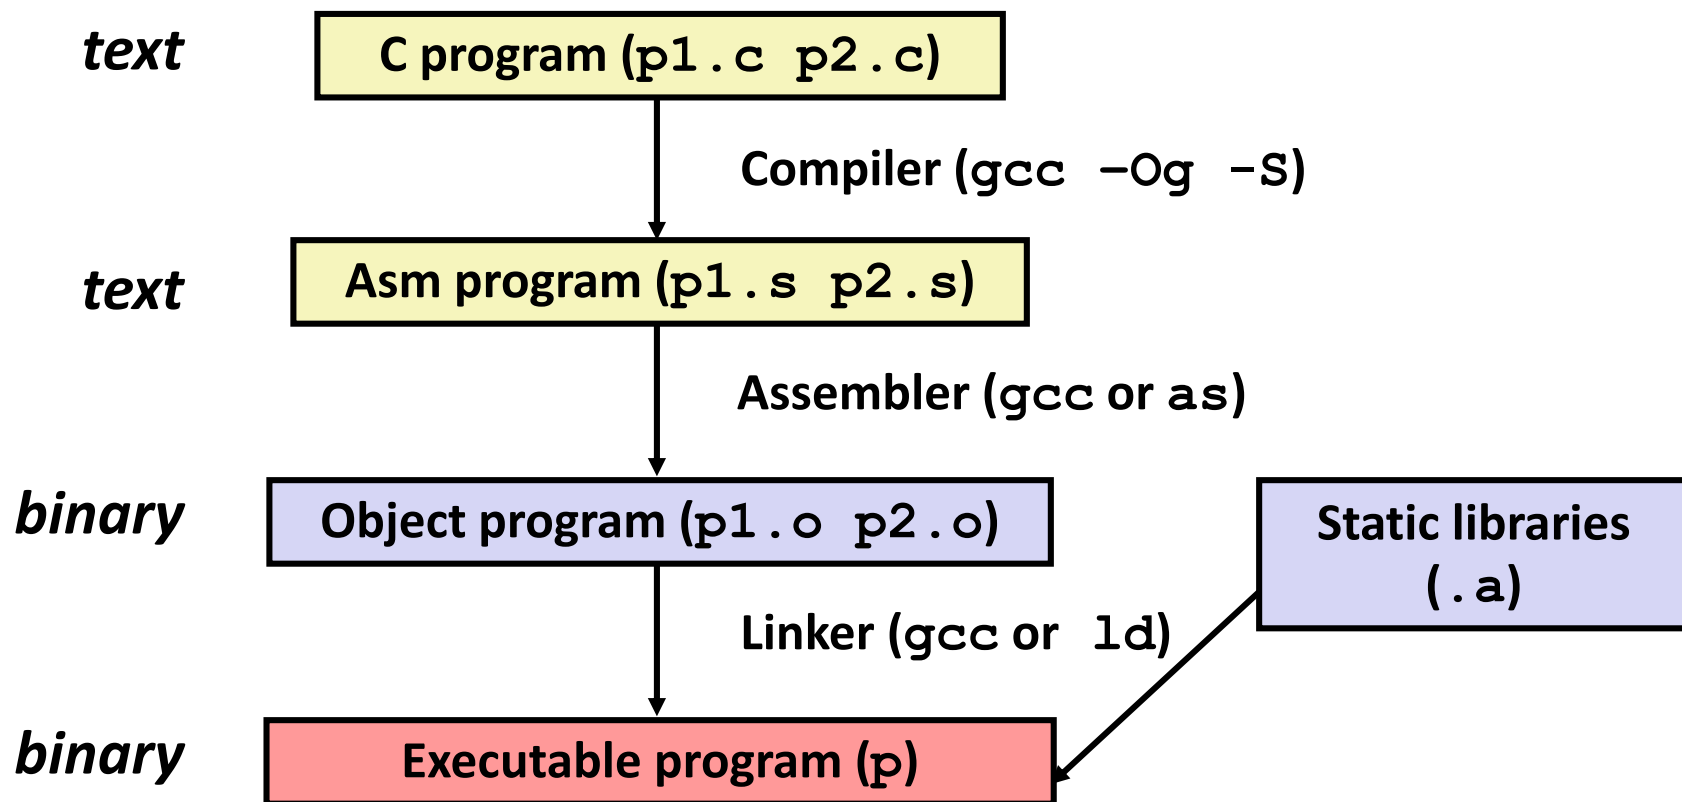 text
C program (p1.c p2.c)
Compiler (gcc –Og -S)
text
Asm program (p1.s p2.s)
Assembler (gcc or as)
binary
Object program (p1.o p2.o)
Static libraries
(.a)
Linker (gcc or ld)
binary
Executable program (p)